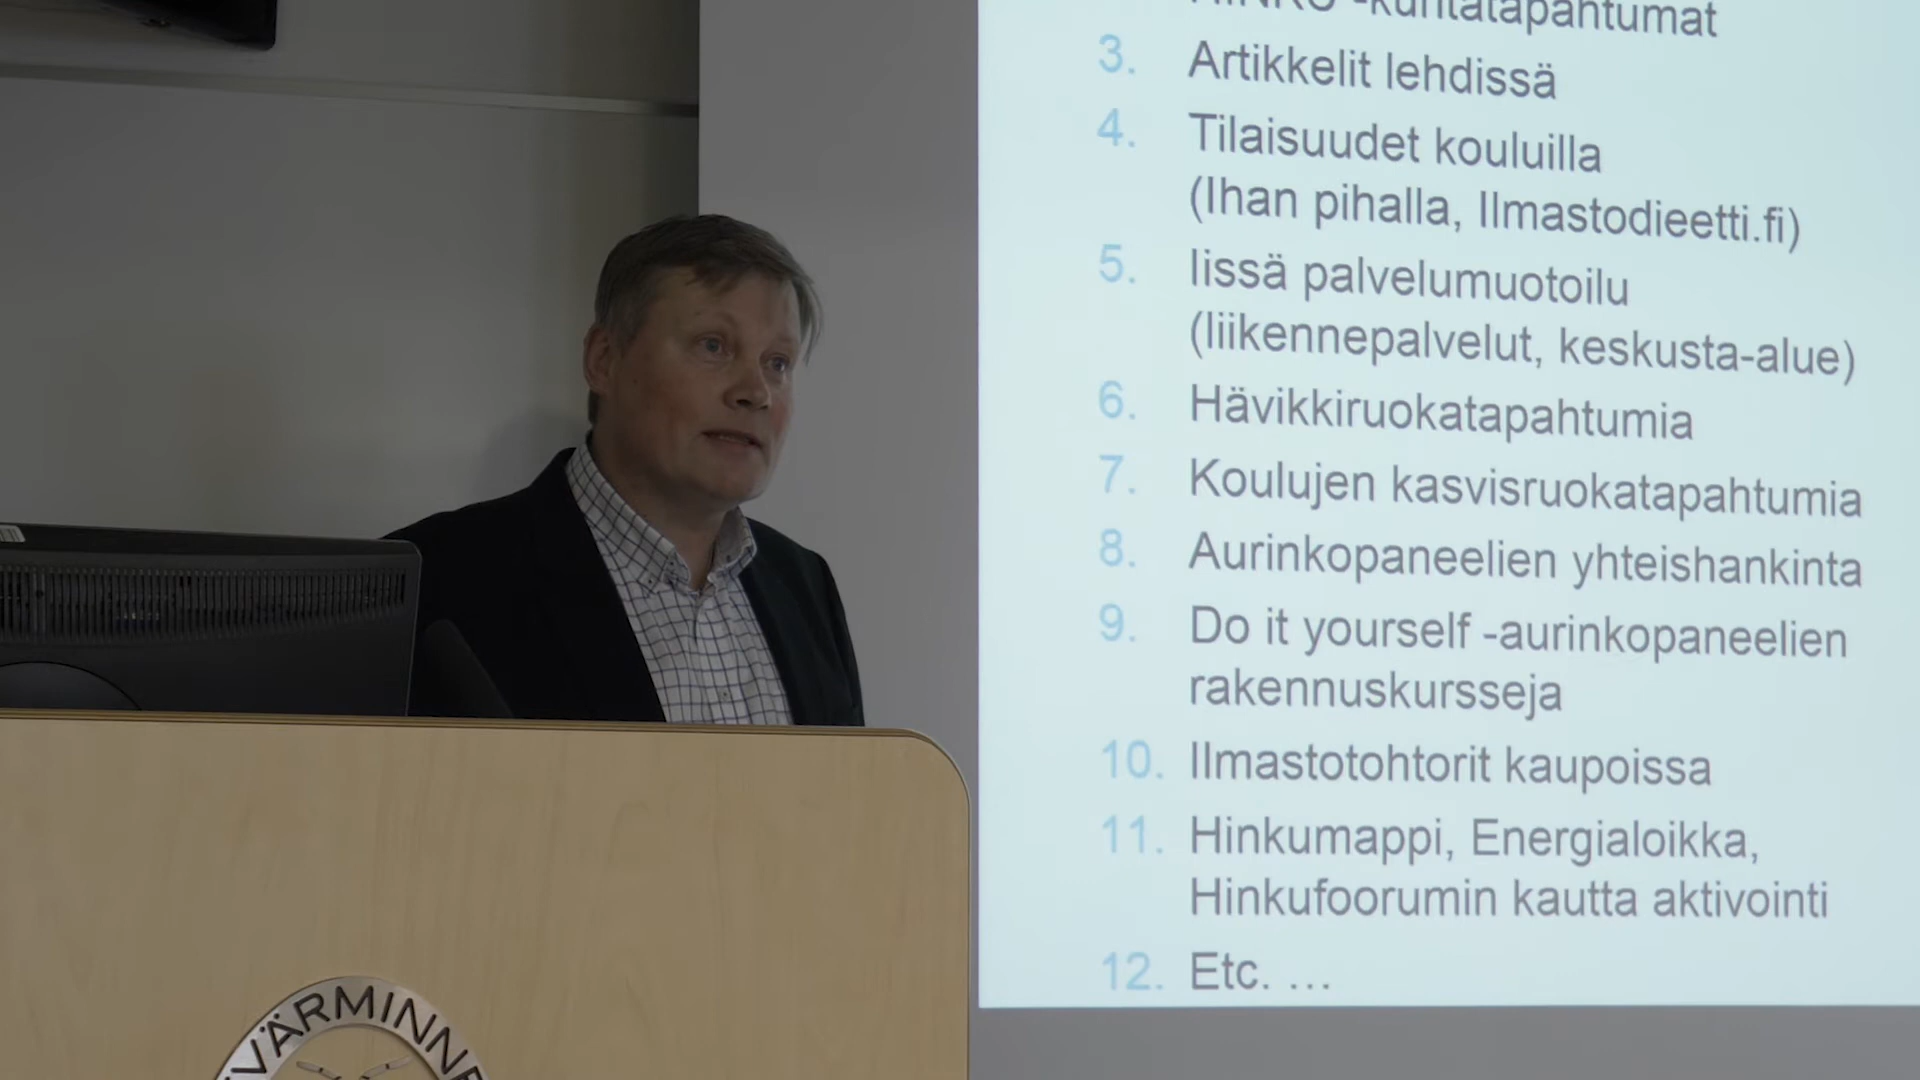 -kuntatapahtumat
3. Artikkelit lehdissä
4. Tilaisuudet kouluilla
(Ihan pihalla, Ilmastodieetti.fi)
5. Iissä palvelumuotoilu
(liikennepalvelut, keskusta-alue)
6. Hävikkiruokatapahtumia
7. Koulujen kasvisruokatapahtumia
8. Aurinkopaneelien yhteishankinta
9. Do it yourself -aurinkopaneelien
rakennuskursseja
10. Ilmastotohtorit kaupoissa
11. Hinkumappi, Energialoikka,
Hinkufoorumin kautta aktivointi
12. Etc. …
VÄRMINNE